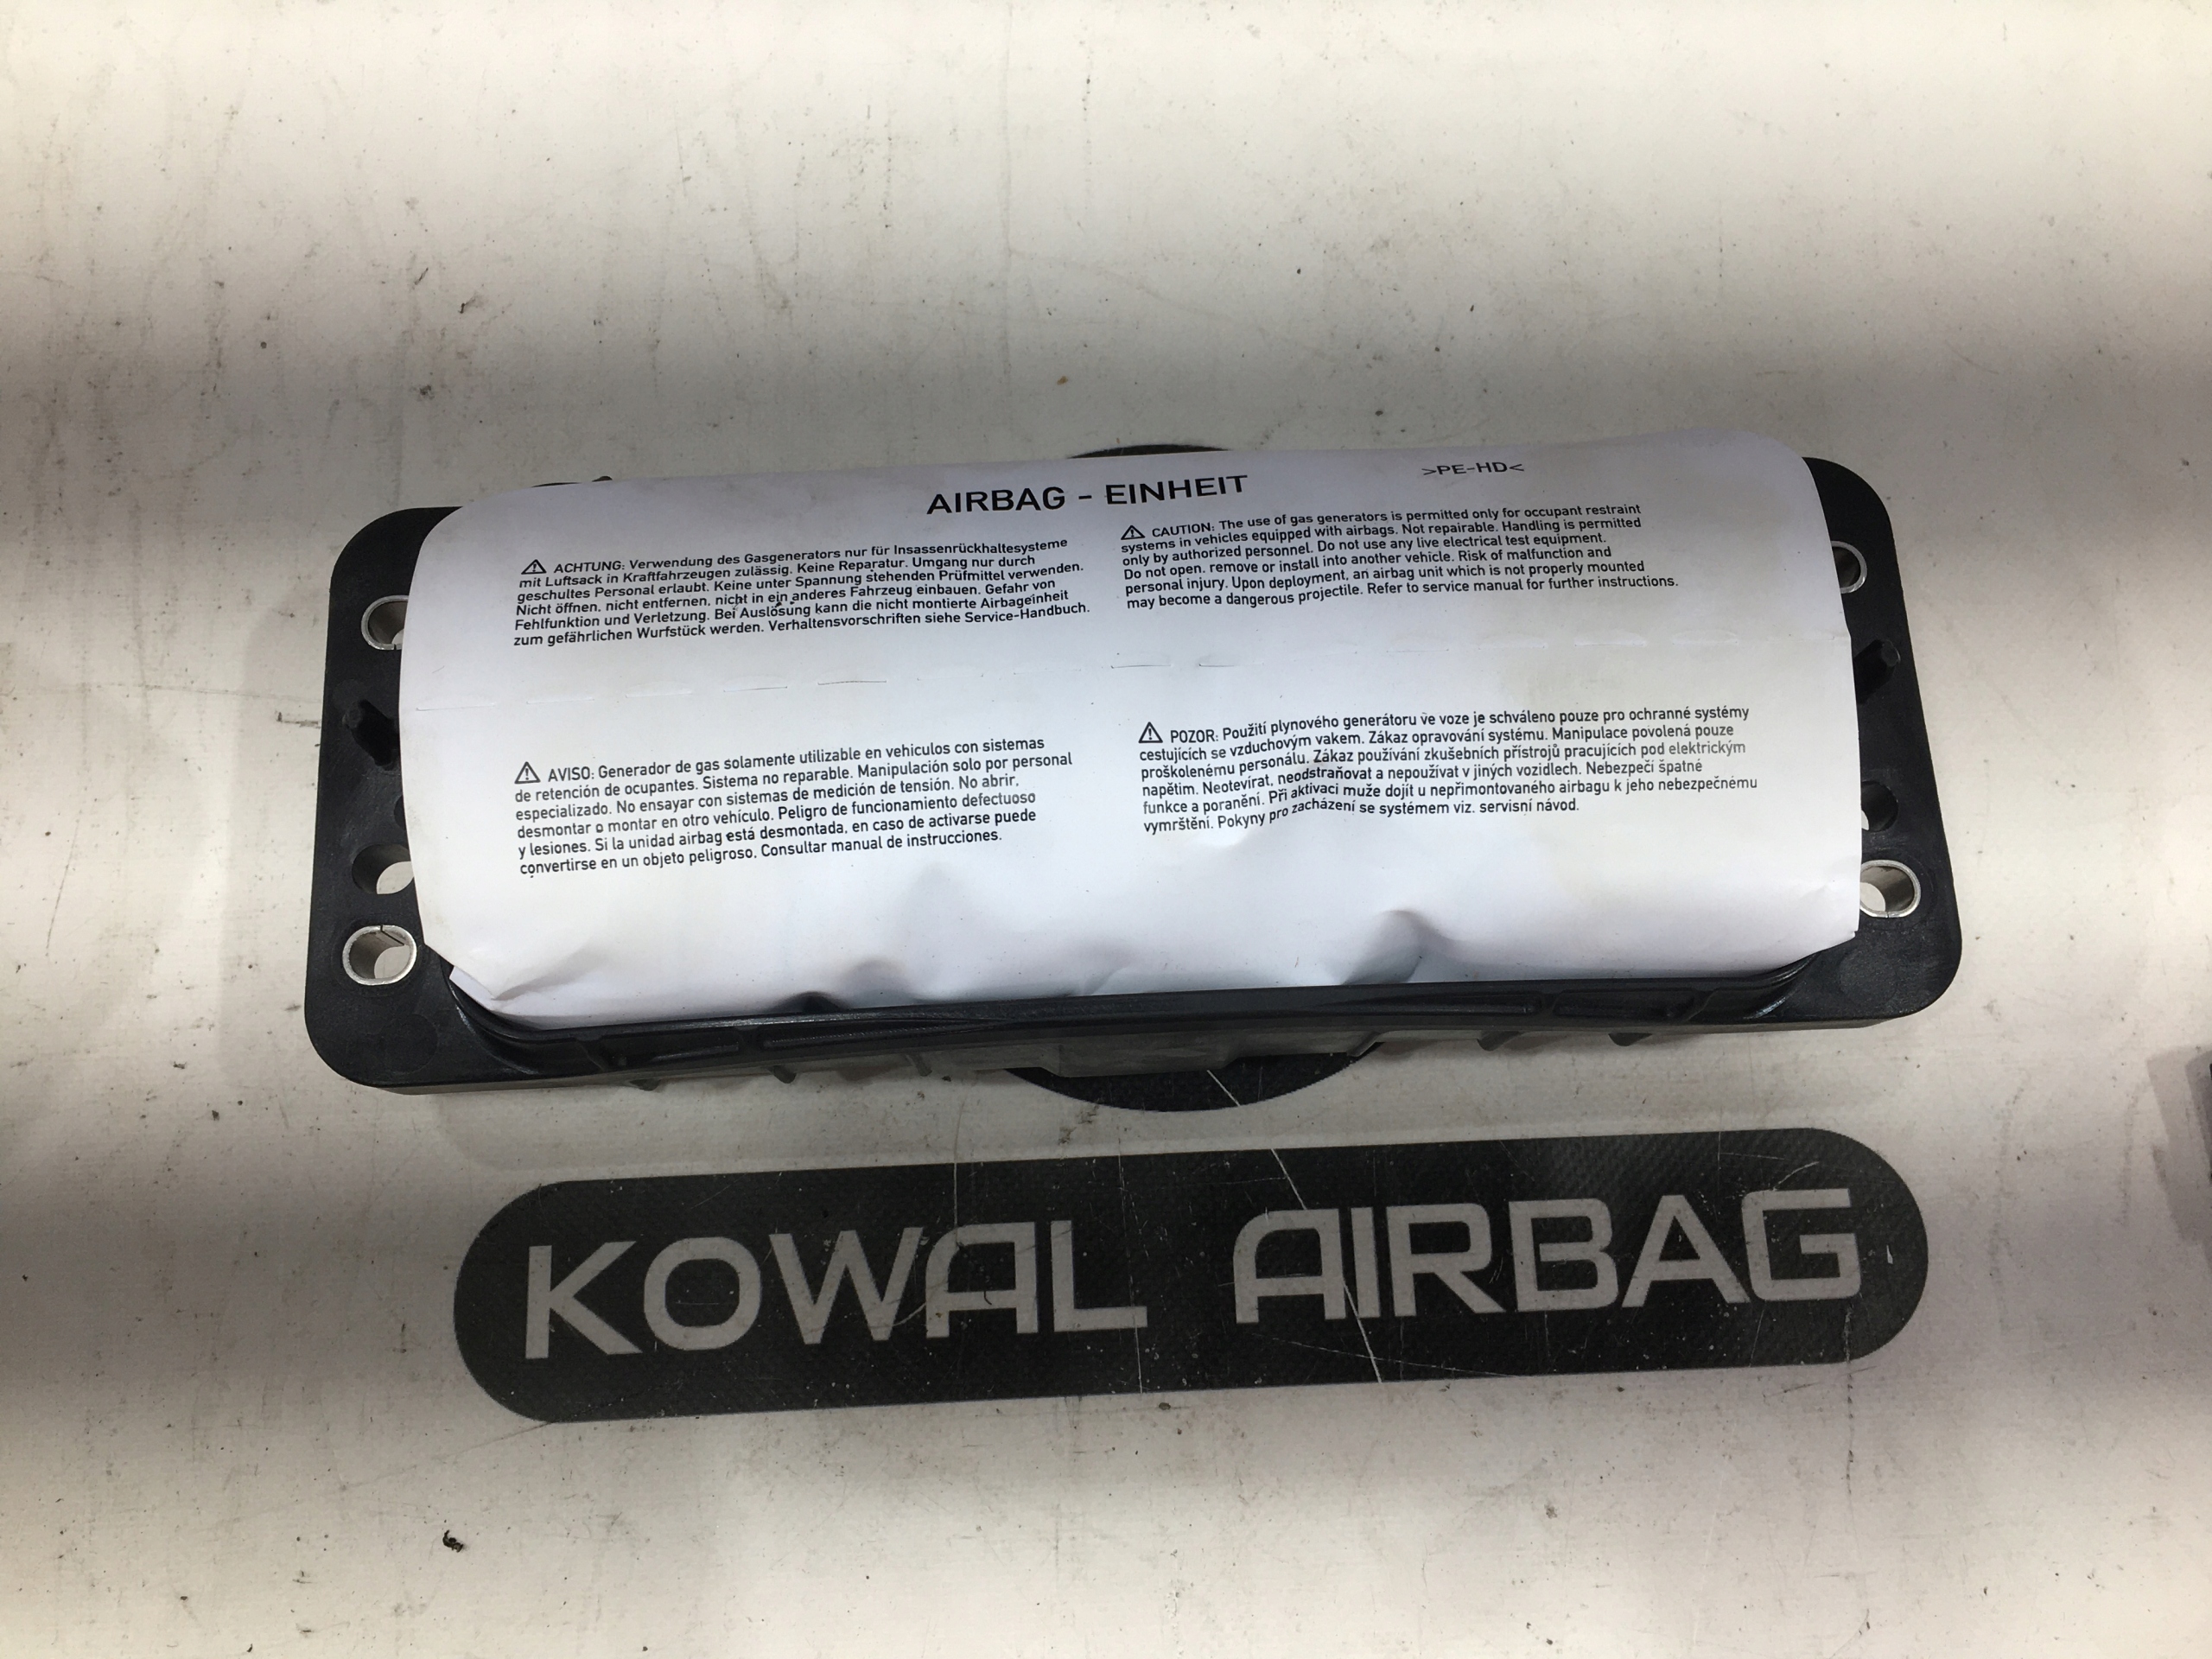 AIRBAG - EINHEIT
>PE-HD<
ACHTUNG: Verwendung des Gasgenerators nur für Insassenrückhaltesysteme
mit Luftsack in Kraftfahrzeugen zulässig. Keine Reparatur. Umgang nur durch
geschultes Personal erlaubt. Keine unter Spannung stehenden Prüfmittel verwenden.
Nicht öffnen, nicht entfernen, nicht in ein anderes Fahrzeug einbauen. Gefahr von
Fehlfunktion und Verletzung. Bei Auslösung kann die nicht montierte Airbageinheit
zum gefährlichen Wurfstück werden. Verhaltensvorschriften siehe Service-Handbuch.
CAUTION: The use of gas generators is permitted only for occupant restraint
systems in vehicles equipped with airbags. Not repairable. Handling is permitted
only by authorized personnel. Do not use any live electrical test equipment.
Do not open. remove or install into another vehicle. Risk of malfunction and
personal injury. Upon deployment, an airbag unit which is not properly mounted
may become a dangerous projectile. Refer to service manual for further instructions.
AVISO: Generador de gas solamente utilizable en vehiculos con sistemas
de retención de ocupantes. Sistema no reparable. Manipulación solo por personal
especializado. No ensayar con sistemas de medición de tensión. No abrir,
desmontar o montar en otro vehículo. Peligro de funcionamiento defectuoso
y lesiones. Si la unidad airbag está desmontada, en caso de activarse puede
convertirse en un objeto peligroso. Consultar manual de instrucciones.
POZOR: Použití plynového generátoru ve voze je schváleno pouze pro ochranné systémy
cestujících se vzduchovým vakem. Zákaz opravování systému. Manipulace povolená pouze
proškolenému personálu. Zákaz používání zkušebních přístrojů pracujících pod elektrickým
napětim. Neotevírat, neodstraňovat a nepoužívat v jiných vozidlech. Nebezpečí špatné
funkce a poranění. Při aktivaci muže dojít u nepřimontovaného airbagu k jeho nebezpečnému
vymrštění. Pokyny pro zacházení se systémem viz. servisní návod.
KOWAL AIRBAG